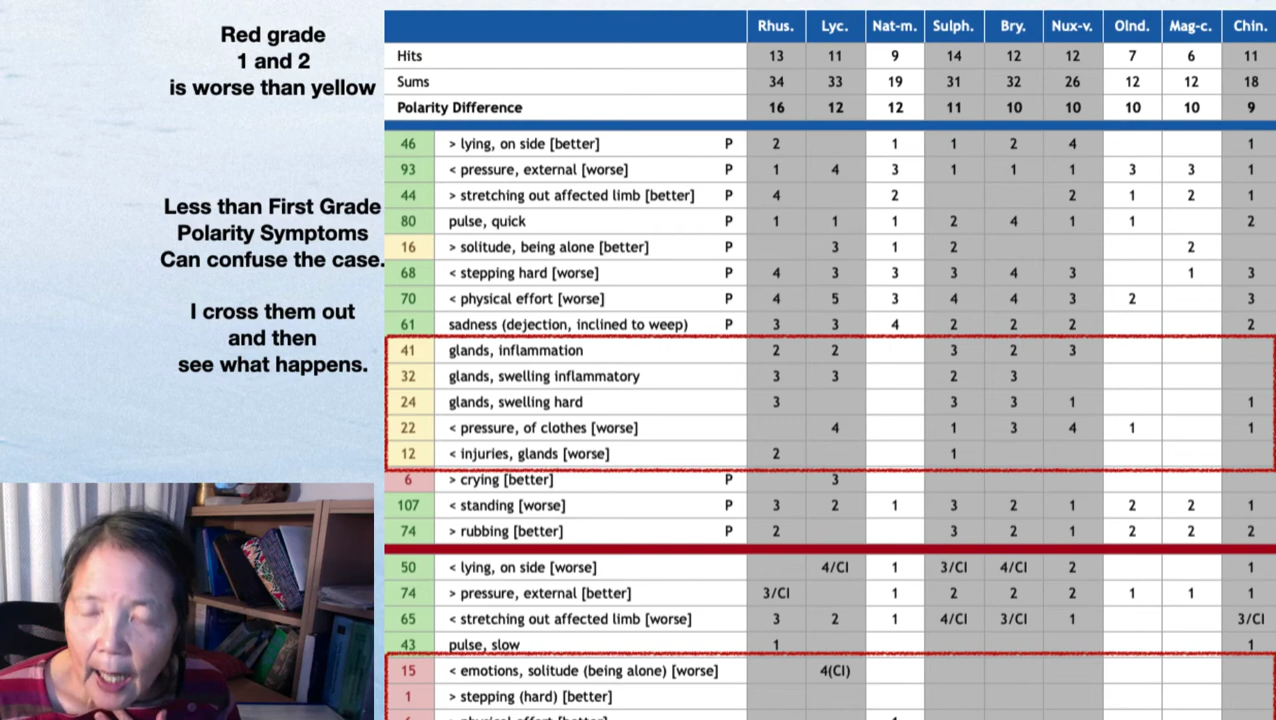 Red grade
1 and 2
is worse than yellow
Less than First Grade
Polarity Symptoms
Can confuse the case.
I cross them out
and then
see what happens.
Rhus. Lyc. Nat-m. Sulph. Bry. Nux-v. Olnd. Mag-c. Chin.
Hits 13 11 9 14 12 12 7 6 11
Sums 34 33 19 31 32 26 12 12 18
Polarity Difference 16 12 12 11 10 10 10 10 9
46 > lying, on side [better] P 2 1 1 2 4 1
93 < pressure, external [worse] P 1 4 3 1 1 1 3 3 1
44 > stretching out affected limb [better] P 4 2 2 1 2 1
80 pulse, quick P 1 1 1 2 4 1 1 2
16 > solitude, being alone [better] P 3 1 2 2
68 < stepping hard [worse] P 4 3 3 3 4 3 1 3
70 < physical effort [worse] P 4 5 3 4 4 3 2 3
61 sadness (dejection, inclined to weep) P 3 3 4 2 2 2 2
41 glands, inflammation 2 2 3 2 3
32 glands, swelling inflammatory 3 3 2 3
24 glands, swelling hard 3 3 3 1 1
22 < pressure, of clothes [worse] 4 1 3 4 1 1
12 < injuries, glands [worse] 2 1
6 > crying [better] P 3
107 < standing [worse] P 3 2 1 3 2 1 2 2 1
74 > rubbing [better] P 2 3 2 1 2 2 2
50 < lying, on side [worse] 4/CI 1 3/CI 4/CI 2 1
74 > pressure, external [better] 3/CI 1 2 2 2 1 1 1
65 < stretching out affected limb [worse] 3 2 1 4/CI 3/CI 1 3/CI
43 pulse, slow 1 1
15 < emotions, solitude (being alone) [worse] 4(CI)
1 > stepping (hard) [better]